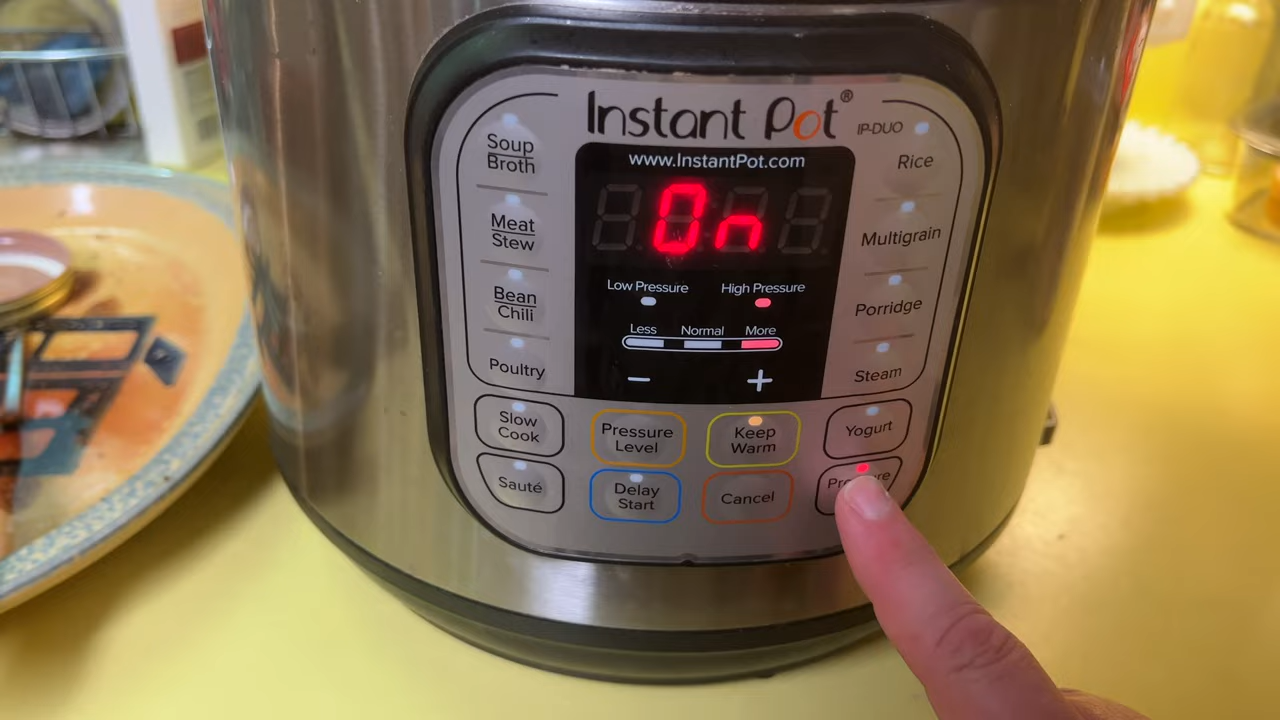 Instant Pot®
IP-DUO
www.InstantPot.com
On
Low Pressure
High Pressure
Less
Normal
More
−
+
Soup
Broth
Meat
Stew
Bean
Chili
Poultry
Rice
Multigrain
Porridge
Steam
Slow
Cook
Pressure
Level
Keep
Warm
Yogurt
Sauté
Delay
Start
Cancel